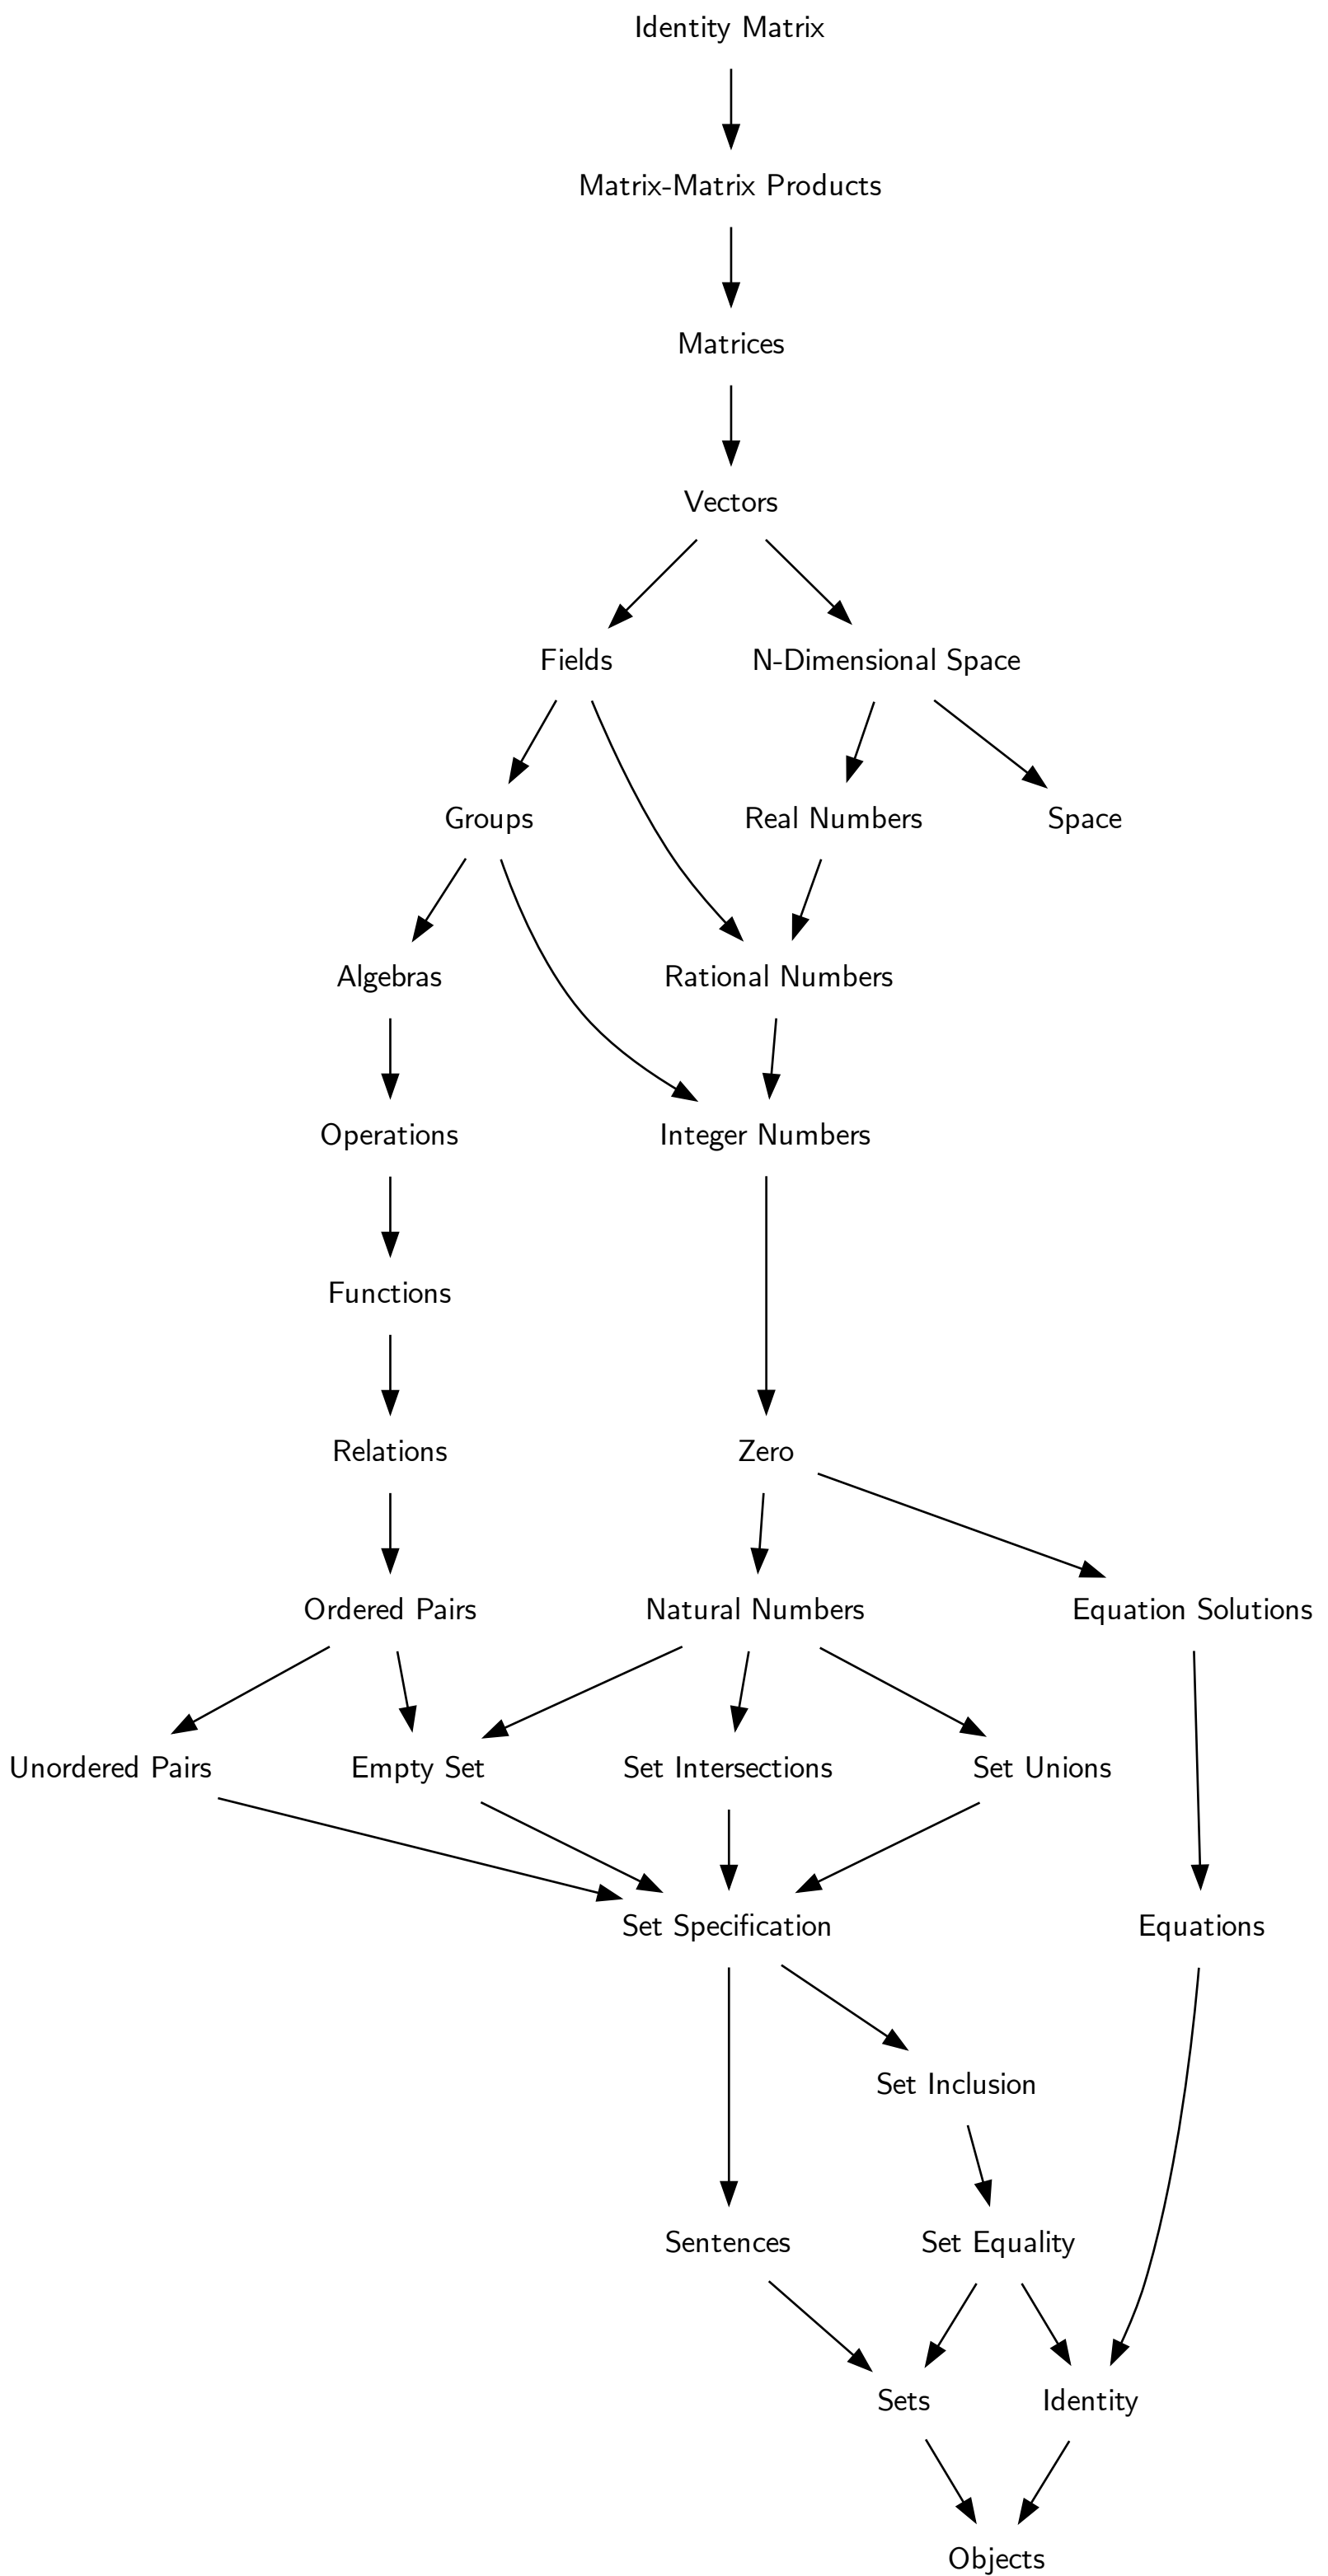 Identity Matrix
Matrix-Matrix Products
Matrices
Vectors
Fields
N-Dimensional Space
Groups
Real Numbers
Space
Algebras
Rational Numbers
Operations
Integer Numbers
Functions
Relations
Zero
Ordered Pairs
Natural Numbers
Equation Solutions
Unordered Pairs
Empty Set
Set Intersections
Set Unions
Set Specification
Equations
Set Inclusion
Sentences
Set Equality
Sets
Identity
Objects